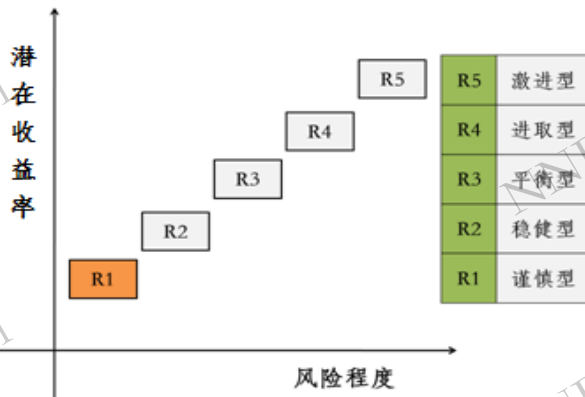 潜在收益率
R5
R4
R3
R2
R1
风险程度
R5 激进型
R4 进取型
R3 平衡型
R2 稳健型
R1 谨慎型